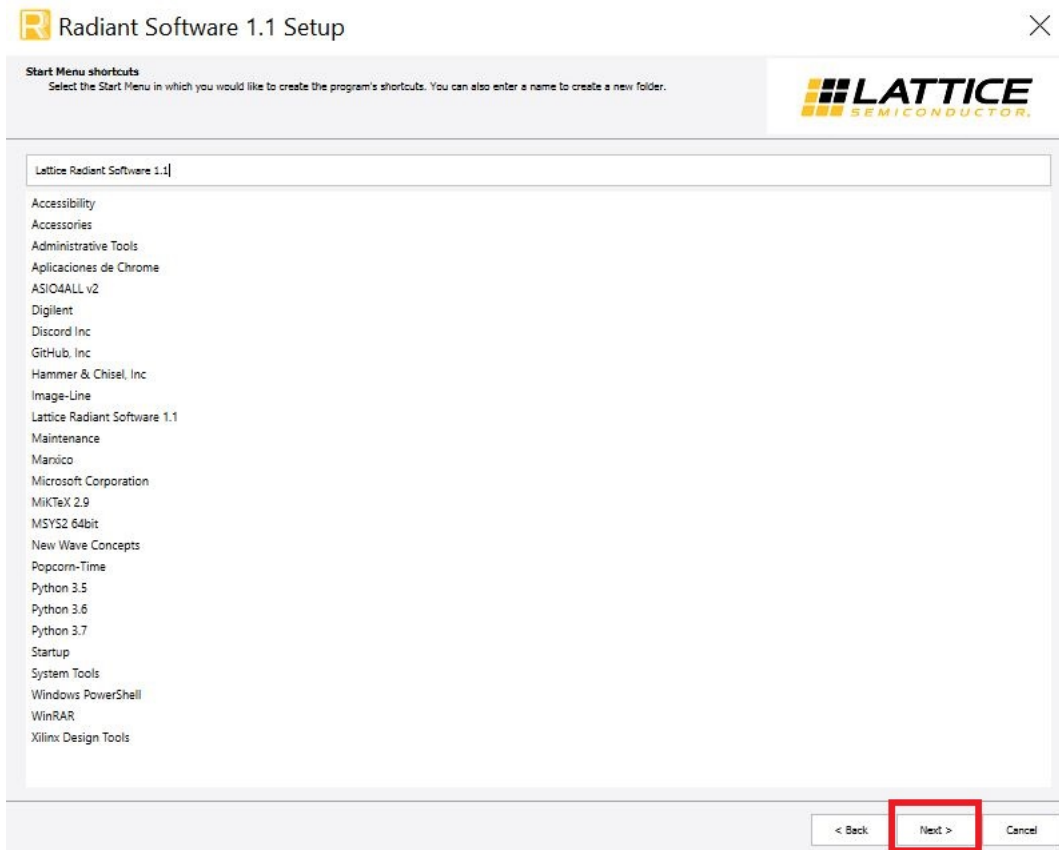 Radiant Software 1.1 Setup
Start Menu shortcuts
Select the Start Menu in which you would like to create the program's shortcuts. You can also enter a name to create a new folder.
LATTICE
SEMICONDUCTOR.
Lattice Radiant Software 1.1
Accessibility
Accessories
Administrative Tools
Aplicaciones de Chrome
ASIO4ALL v2
Digilent
Discord Inc
GitHub, Inc
Hammer & Chisel, Inc
Image-Line
Lattice Radiant Software 1.1
Maintenance
Marxico
Microsoft Corporation
MiKTeX 2.9
MSYS2 64bit
New Wave Concepts
Popcorn-Time
Python 3.5
Python 3.6
Python 3.7
Startup
System Tools
Windows PowerShell
WinRAR
Xilinx Design Tools
< Back Next > Cancel